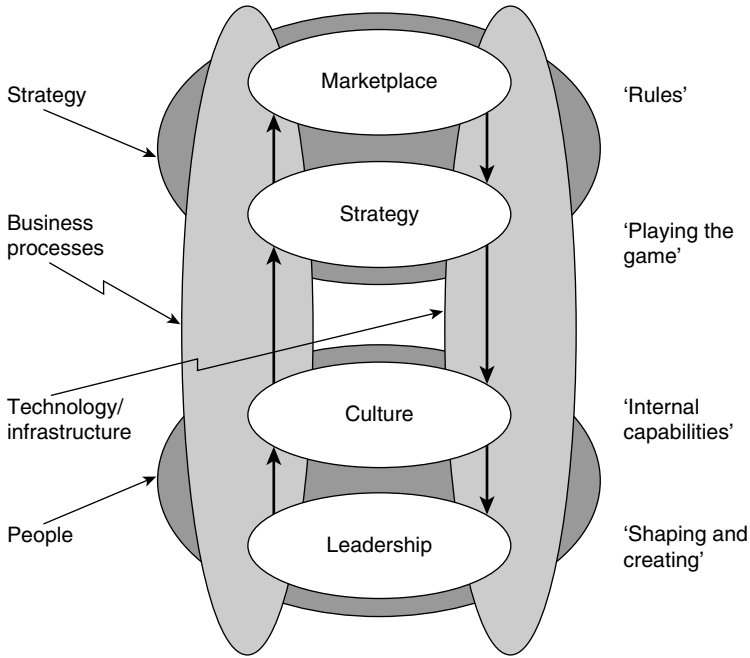 Marketplace
Strategy
‘Rules’
Strategy
Business
processes
‘Playing the
game’
Technology/
infrastructure
Culture
‘Internal
capabilities’
People
Leadership
‘Shaping and
creating’